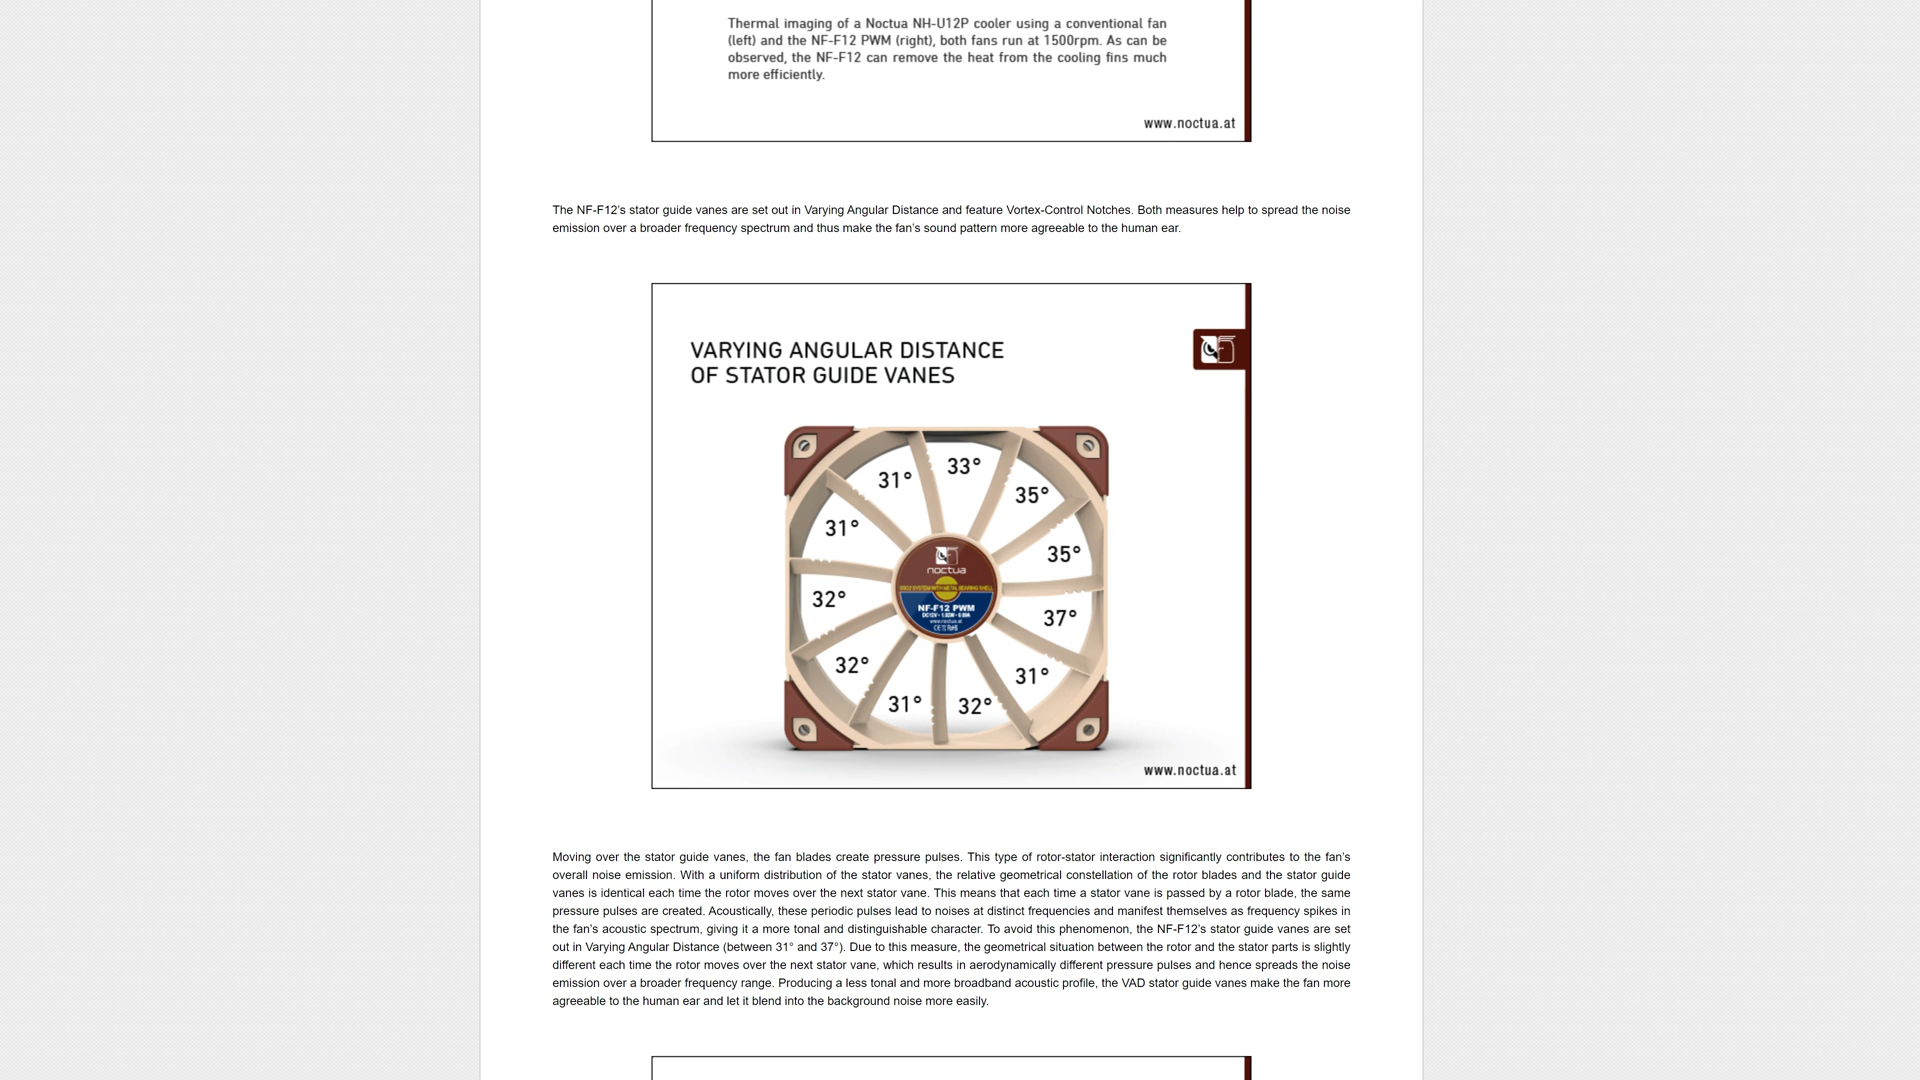 Thermal imaging of a Noctua NH-U12P cooler using a conventional fan
(left) and the NF-F12 PWM (right), both fans run at 1500rpm. As can be
observed, the NF-F12 can remove the heat from the cooling fins much
more efficiently.
www.noctua.at
The NF-F12’s stator guide vanes are set out in Varying Angular Distance and feature Vortex-Control Notches. Both measures help to spread the noise
emission over a broader frequency spectrum and thus make the fan’s sound pattern more agreeable to the human ear.
VARYING ANGULAR DISTANCE
OF STATOR GUIDE VANES
33°
31°
35°
31°
35°
noctua
NF-F12 PWM
www.noctua.at
32°
37°
32°
31°
31°
32°
www.noctua.at
Moving over the stator guide vanes, the fan blades create pressure pulses. This type of rotor-stator interaction significantly contributes to the fan’s
overall noise emission. With a uniform distribution of the stator vanes, the relative geometrical constellation of the rotor blades and the stator guide
vanes is identical each time the rotor moves over the next stator vane. This means that each time a stator vane is passed by a rotor blade, the same
pressure pulses are created. Acoustically, these periodic pulses lead to noises at distinct frequencies and manifest themselves as frequency spikes in
the fan’s acoustic spectrum, giving it a more tonal and distinguishable character. To avoid this phenomenon, the NF-F12’s stator guide vanes are set
out in Varying Angular Distance (between 31° and 37°). Due to this measure, the geometrical situation between the rotor and the stator parts is slightly
different each time the rotor moves over the next stator vane, which results in aerodynamically different pressure pulses and hence spreads the noise
emission over a broader frequency range. Producing a less tonal and more broadband acoustic profile, the VAD stator guide vanes make the fan more
agreeable to the human ear and let it blend into the background noise more easily.